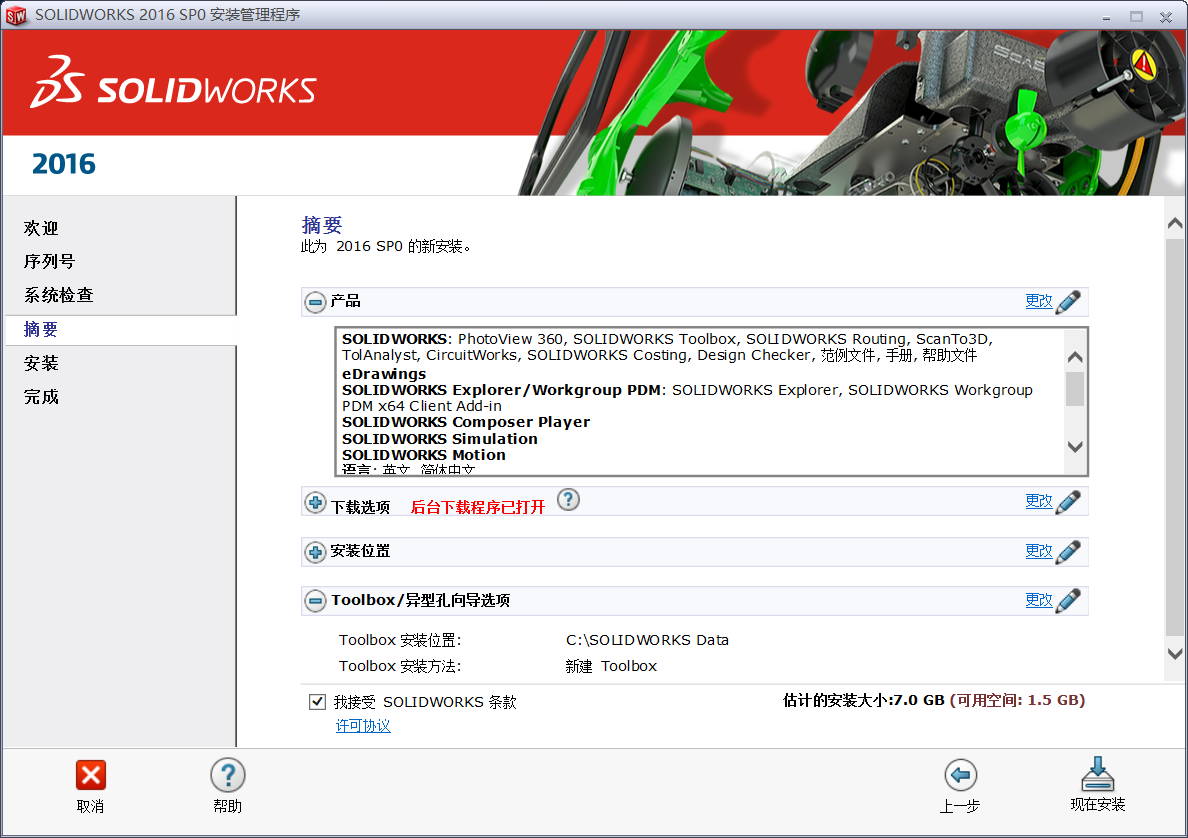 SOLIDWORKS 2016 SP0 安装管理程序
SOLIDWORKS
2016
欢迎
序列号
系统检查
摘要
安装
完成
摘要
此为 2016 SP0 的新安装。
产品 更改
SOLIDWORKS: PhotoView 360, SOLIDWORKS Toolbox, SOLIDWORKS Routing, ScanTo3D,
TolAnalyst, CircuitWorks, SOLIDWORKS Costing, Design Checker, 范例文件, 手册, 帮助文件
eDrawings
SOLIDWORKS Explorer/Workgroup PDM: SOLIDWORKS Explorer, SOLIDWORKS Workgroup
PDM x64 Client Add-in
SOLIDWORKS Composer Player
SOLIDWORKS Simulation
SOLIDWORKS Motion
语言: 英文, 简体中文
下载选项 后台下载程序已打开 ? 更改
安装位置 更改
Toolbox/异型孔向导选项 更改
Toolbox 安装位置: C:\SOLIDWORKS Data
Toolbox 安装方法: 新建 Toolbox
我接受 SOLIDWORKS 条款 估计的安装大小:7.0 GB (可用空间: 1.5 GB)
许可协议
取消 帮助 上一步 现在安装